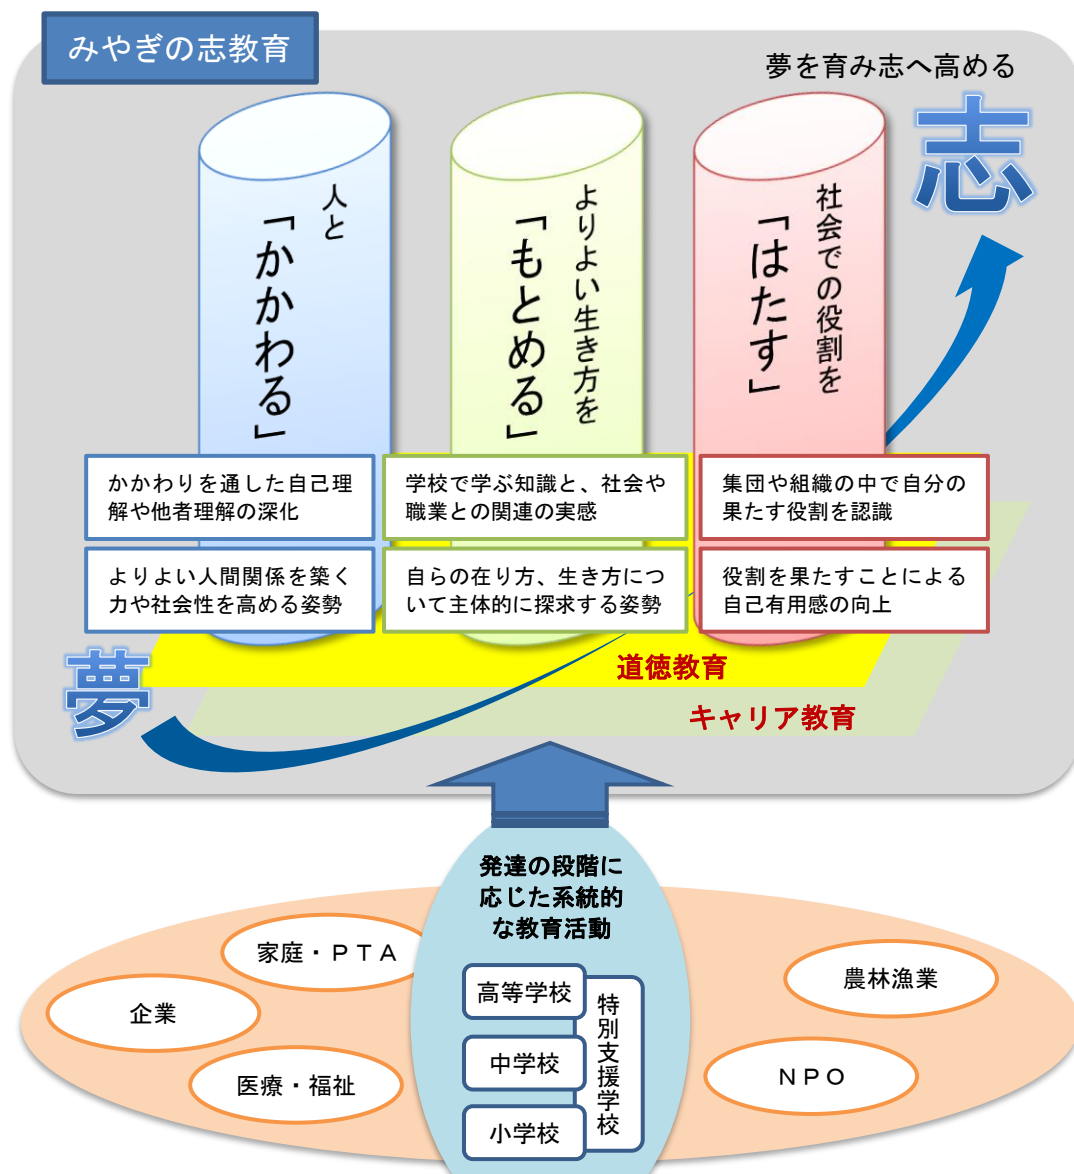 みやぎの志教育
夢を育み志へ高める
志
人と
「かかわる」
よりよい生き方を
「もとめる」
社会での役割を
「はたす」
かかわりを通した自己理
解や他者理解の深化
学校で学ぶ知識と、社会や
職業との関連の実感
集団や組織の中で自分の
果たす役割を認識
よりよい人間関係を築く
力や社会性を高める姿勢
自らの在り方、生き方につ
いて主体的に探求する姿勢
役割を果たすことによる
自己有用感の向上
夢
道徳教育
キャリア教育
発達の段階に
応じた系統的
な教育活動
家庭・ＰＴＡ
企業
医療・福祉
高等学校
中学校
小学校
特別支援学校
農林漁業
ＮＰＯ